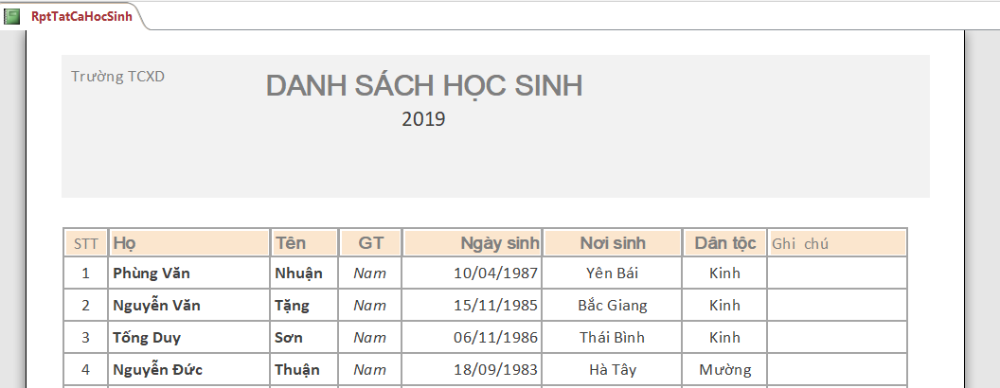 RptTatCaHocSinh
Trường TCXD
DANH SÁCH HỌC SINH
2019
STT Họ Tên GT Ngày sinh Nơi sinh Dân tộc Ghi chú
1 Phùng Văn Nhuận Nam 10/04/1987 Yên Bái Kinh
2 Nguyễn Văn Tặng Nam 15/11/1985 Bắc Giang Kinh
3 Tống Duy Sơn Nam 06/11/1986 Thái Bình Kinh
4 Nguyễn Đức Thuận Nam 18/09/1983 Hà Tây Mường